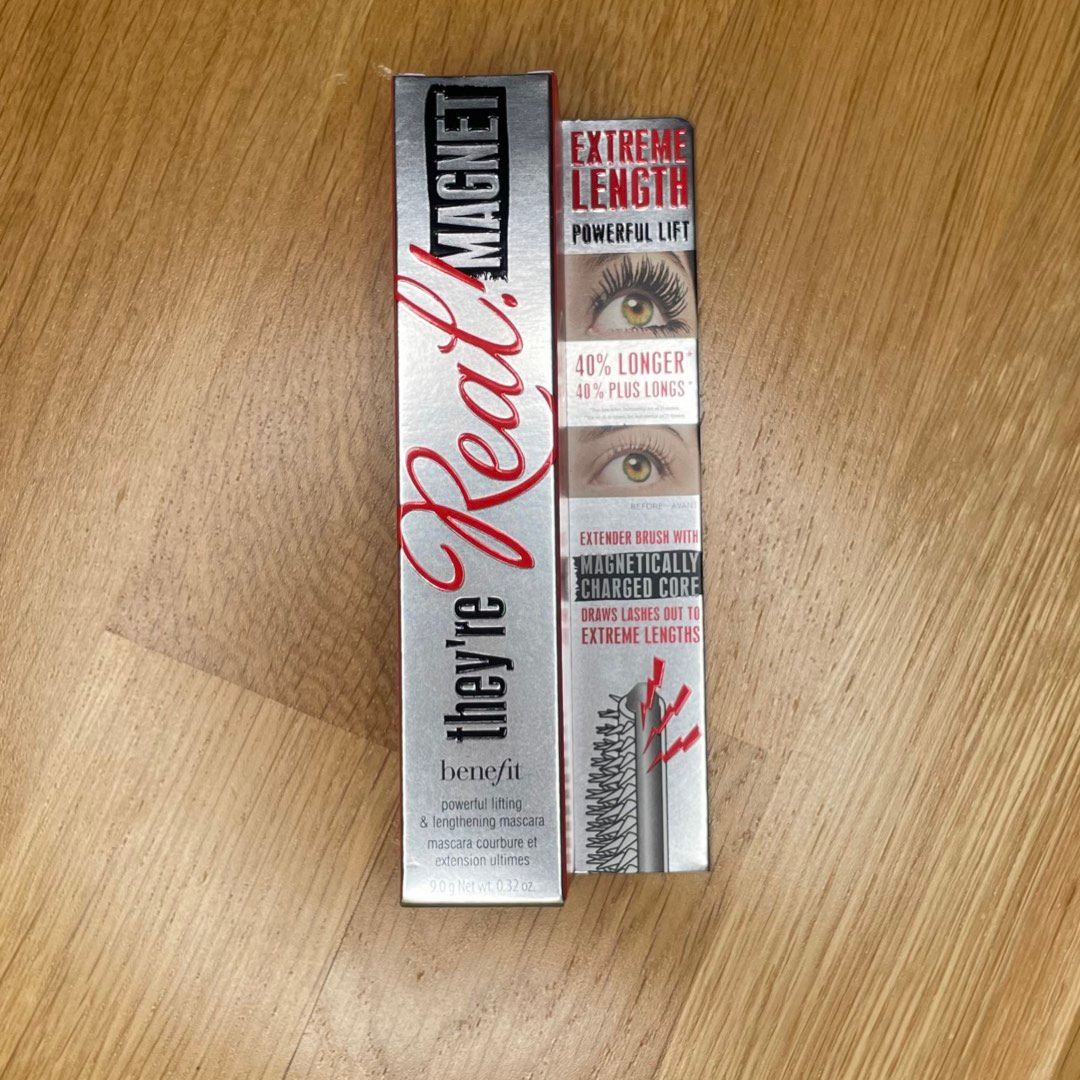 they're Real! MAGNET
benefit
powerful lifting
& lengthening mascara
mascara courbure et
extension ultimes
9.0 g Net wt. 0.32 oz.
EXTREME
LENGTH
POWERFUL LIFT
40% LONGER*
40% PLUS LONGS*
BEFORE - AVANT
EXTENDER BRUSH WITH
MAGNETICALLY
CHARGED CORE
DRAWS LASHES OUT TO
EXTREME LENGTHS